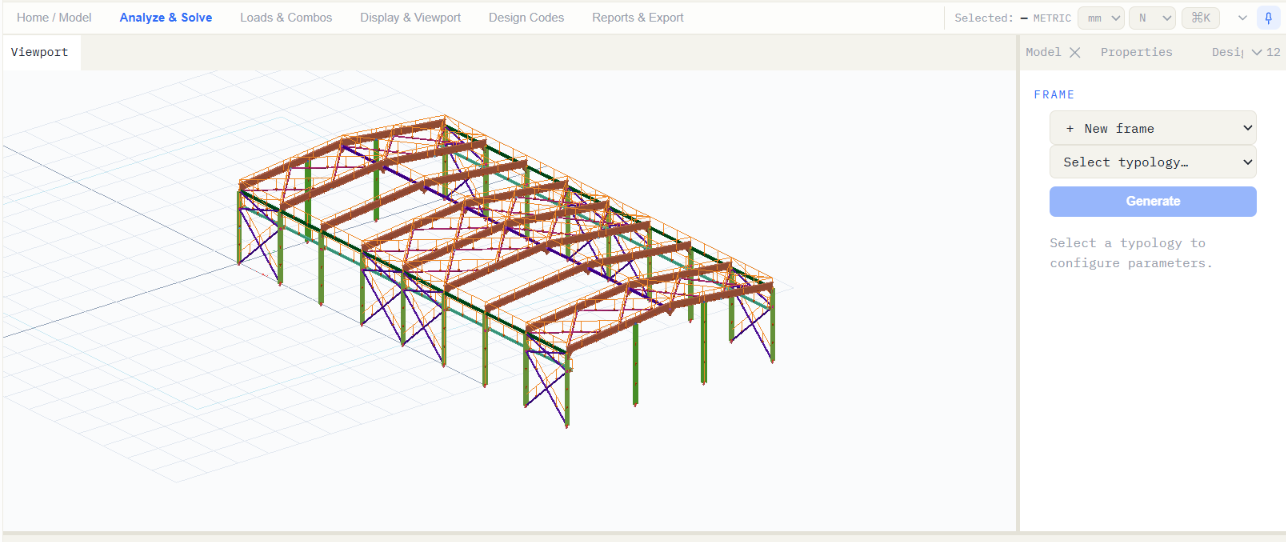 Home / Model Analyze & Solve Loads & Combos Display & Viewport Design Codes Reports & Export Selected: — METRIC mm N ⌘K
Viewport
Model Properties Desi 12
FRAME
+ New frame
Select typology…
Generate
Select a typology to
configure parameters.